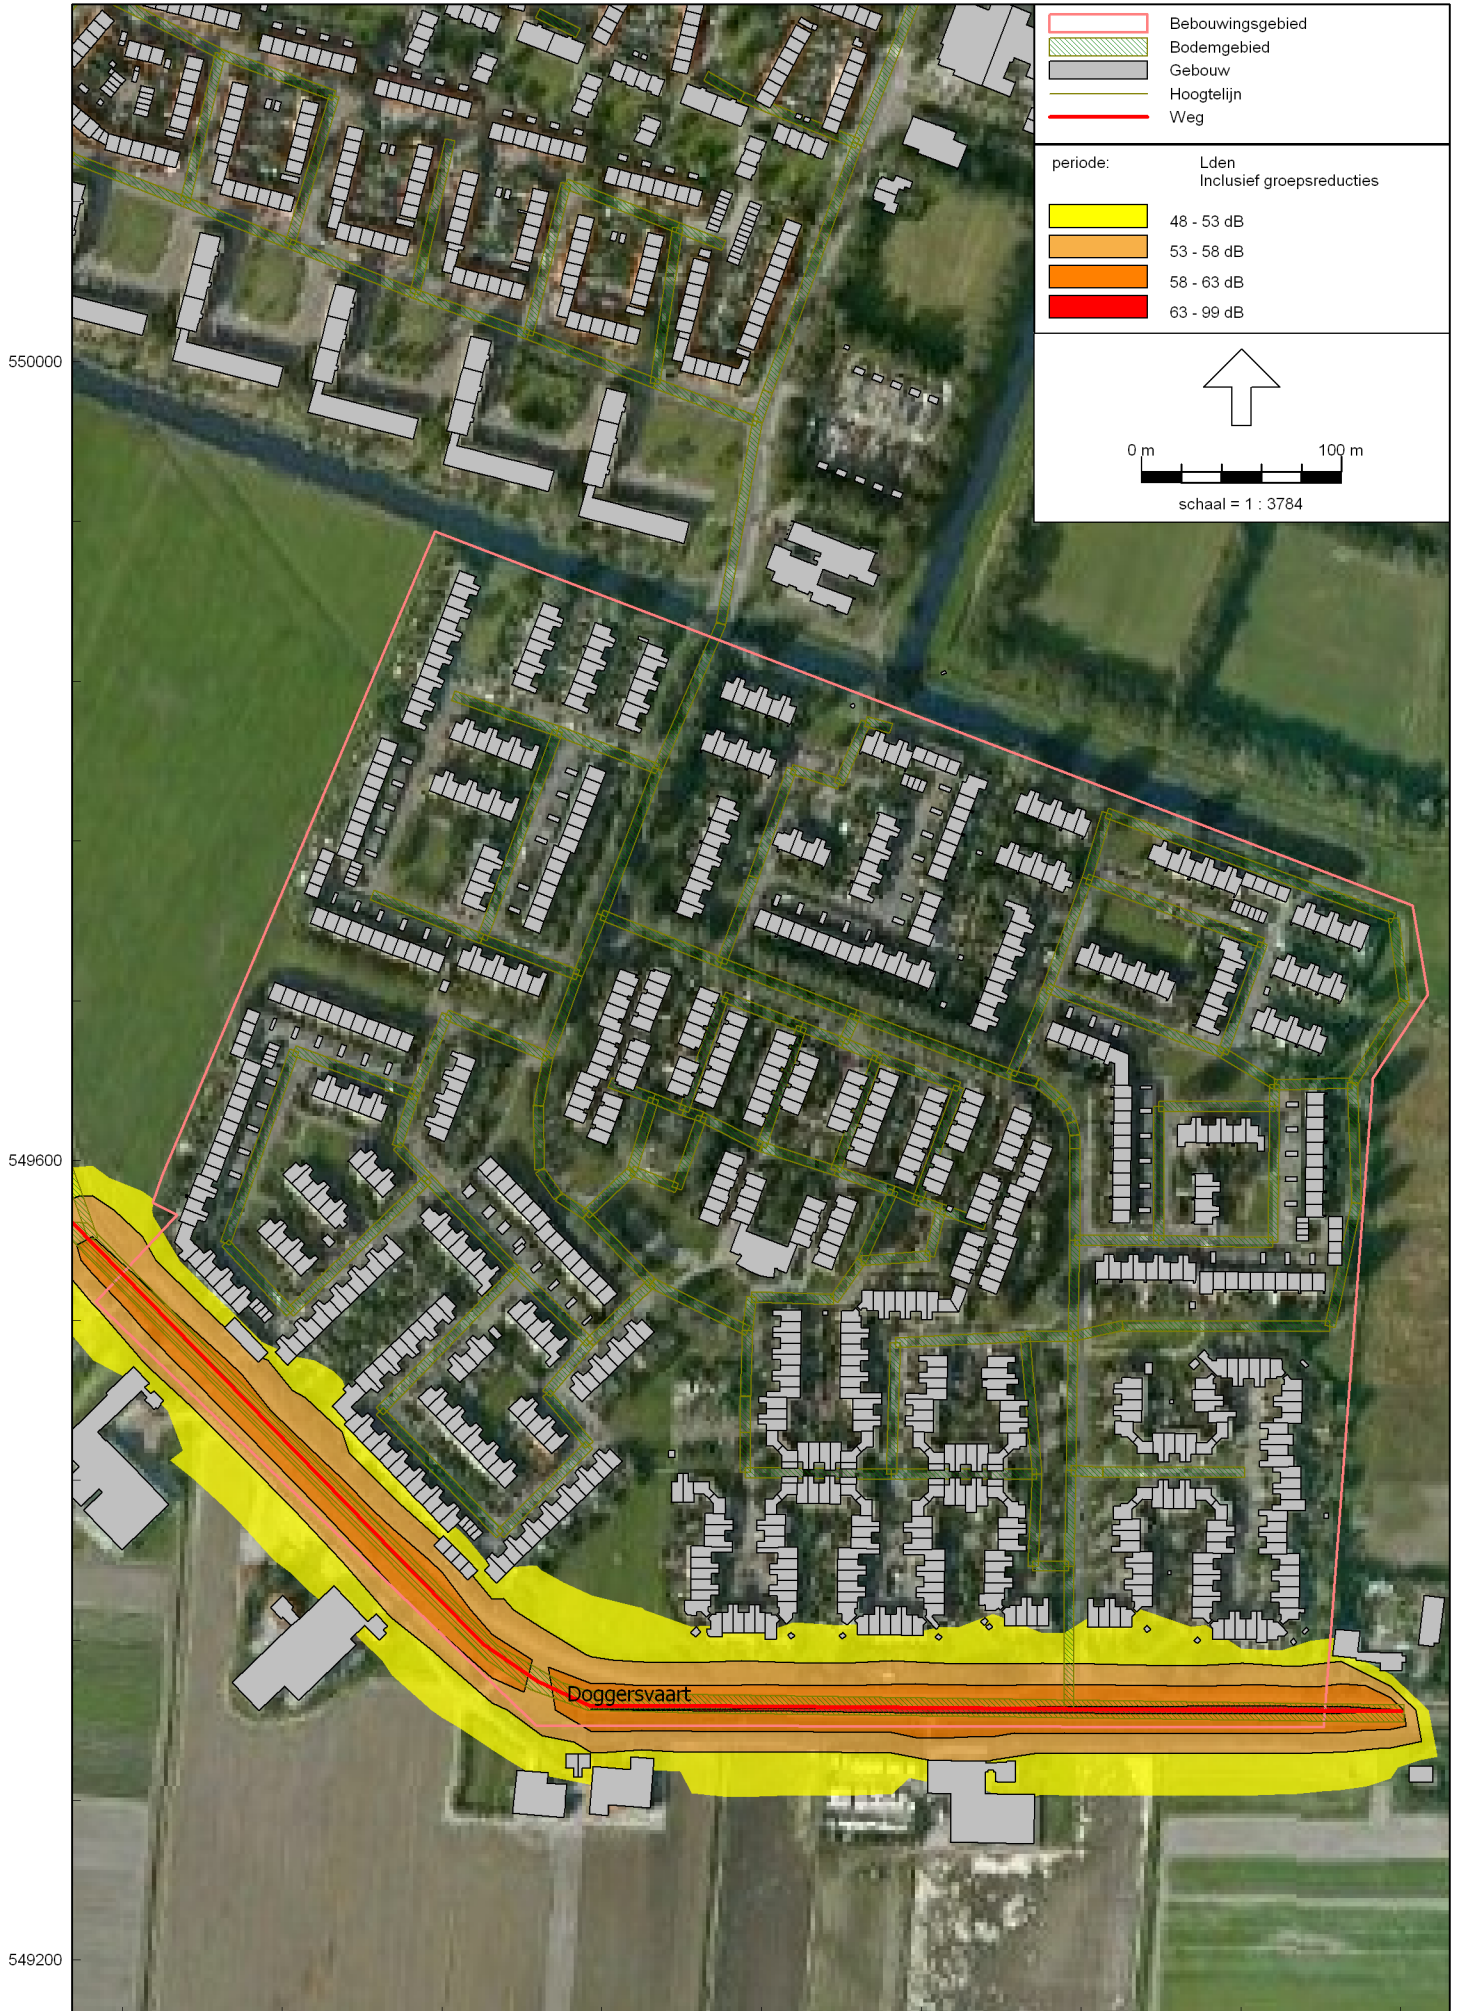 Bebouwingsgebied
Bodemgebied
Gebouw
Hoogtelijn
Weg
periode: Lden
Inclusief groepsreducties
48 - 53 dB
53 - 58 dB
58 - 63 dB
63 - 99 dB
0 m 100 m
schaal = 1 : 3784
550000
549600
Doggersvaart
549200